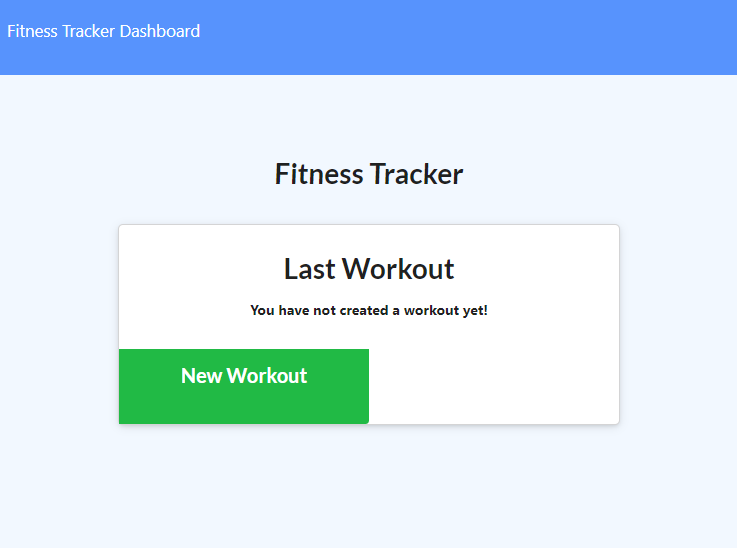 Fitness Tracker Dashboard
Fitness Tracker
Last Workout
You have not created a workout yet!
New Workout